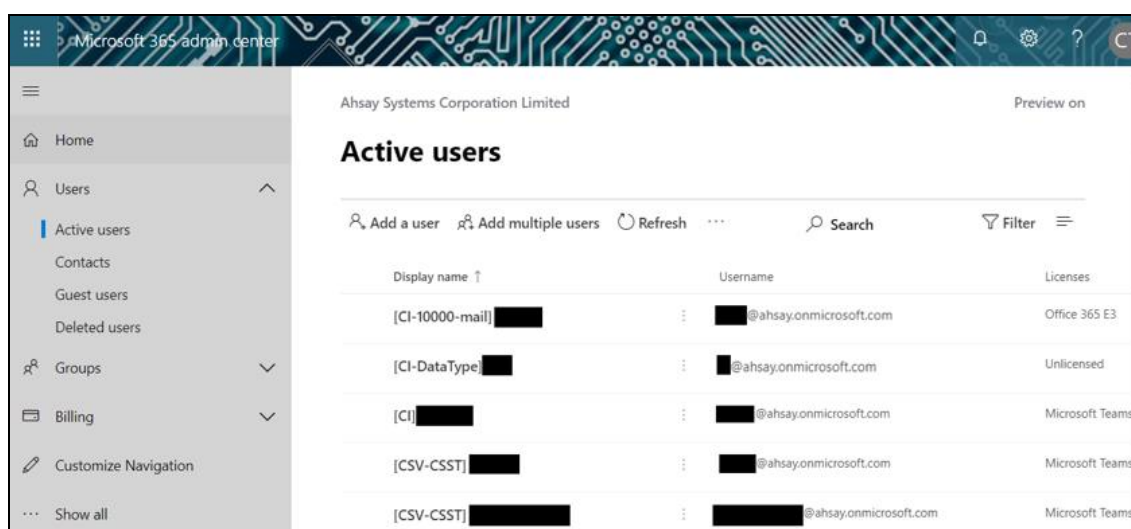 Microsoft 365 admin center
?
Ahsay Systems Corporation Limited
Preview on
Home
Active users
Users
Active users
Contacts
Guest users
Deleted users
Groups
Billing
Customize Navigation
Show all
Add a user Add multiple users Refresh ... Search Filter
Display name ↑ Username Licenses
[CI-10000-mail] @ahsay.onmicrosoft.com Office 365 E3
[CI-DataType] @ahsay.onmicrosoft.com Unlicensed
[CI] @ahsay.onmicrosoft.com Microsoft Teams
[CSV-CSST] @ahsay.onmicrosoft.com Microsoft Teams
[CSV-CSST] @ahsay.onmicrosoft.com Microsoft Teams